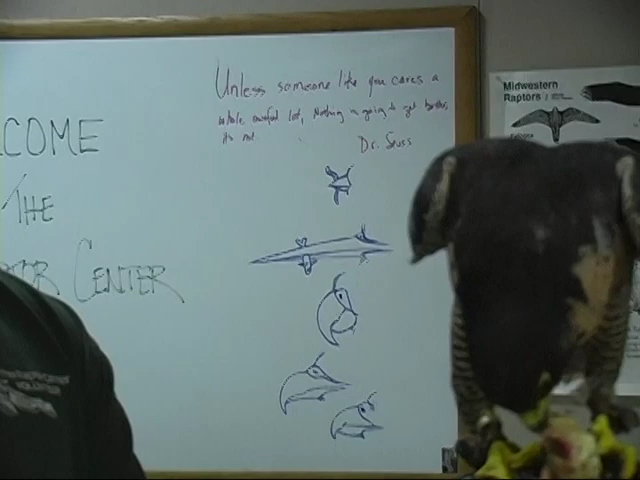 Unless someone like you cares a
whole awful lot, Nothing is going to get better,
it's not
Dr. Seuss
COME
THE
TOR CENTER
Midwestern
Raptors